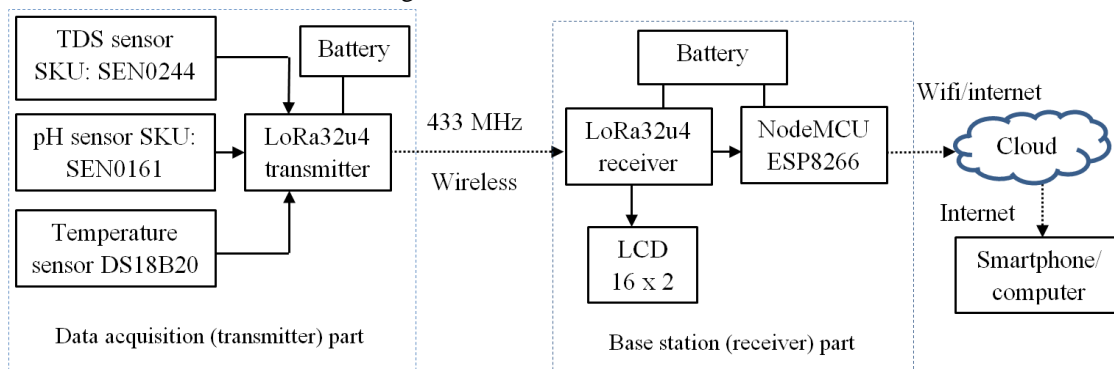 TDS sensor
SKU: SEN0244
Battery
pH sensor SKU:
SEN0161
LoRa32u4
transmitter
Temperature
sensor DS18B20
Data acquisition (transmitter) part
433 MHz
Wireless
Battery
LoRa32u4
receiver
NodeMCU
ESP8266
LCD
16 x 2
Base station (receiver) part
Wifi/internet
Cloud
Internet
Smartphone/
computer